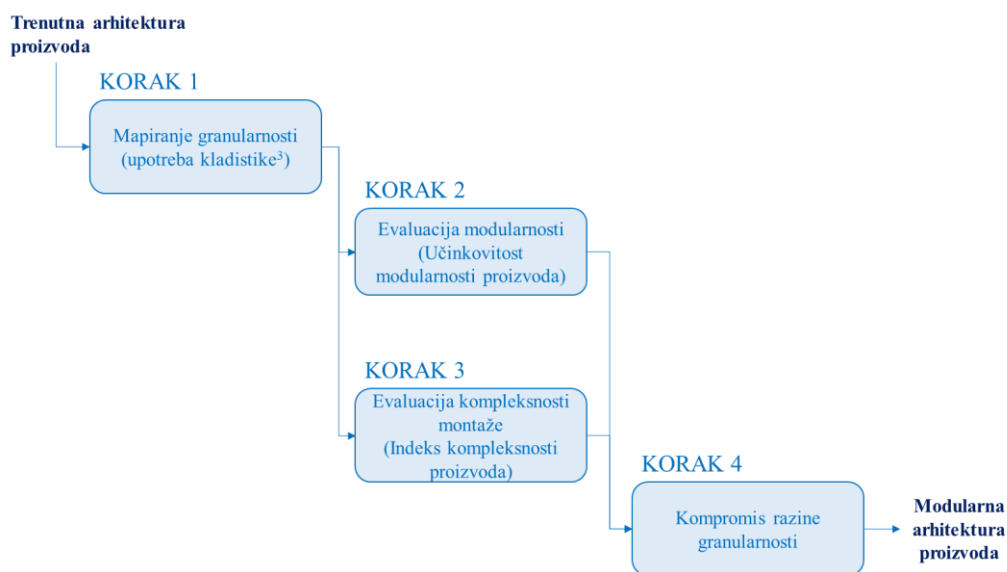 Trenutna arhitektura
proizvoda
KORAK 1
Mapiranje granularnosti
(upotreba kladistike³)
KORAK 2
Evaluacija modularnosti
(Učinkovitost
modularnosti proizvoda)
KORAK 3
Evaluacija kompleksnosti
montaže
(Indeks kompleksnosti
proizvoda)
KORAK 4
Kompromis razine
granularnosti
Modularna
arhitektura
proizvoda